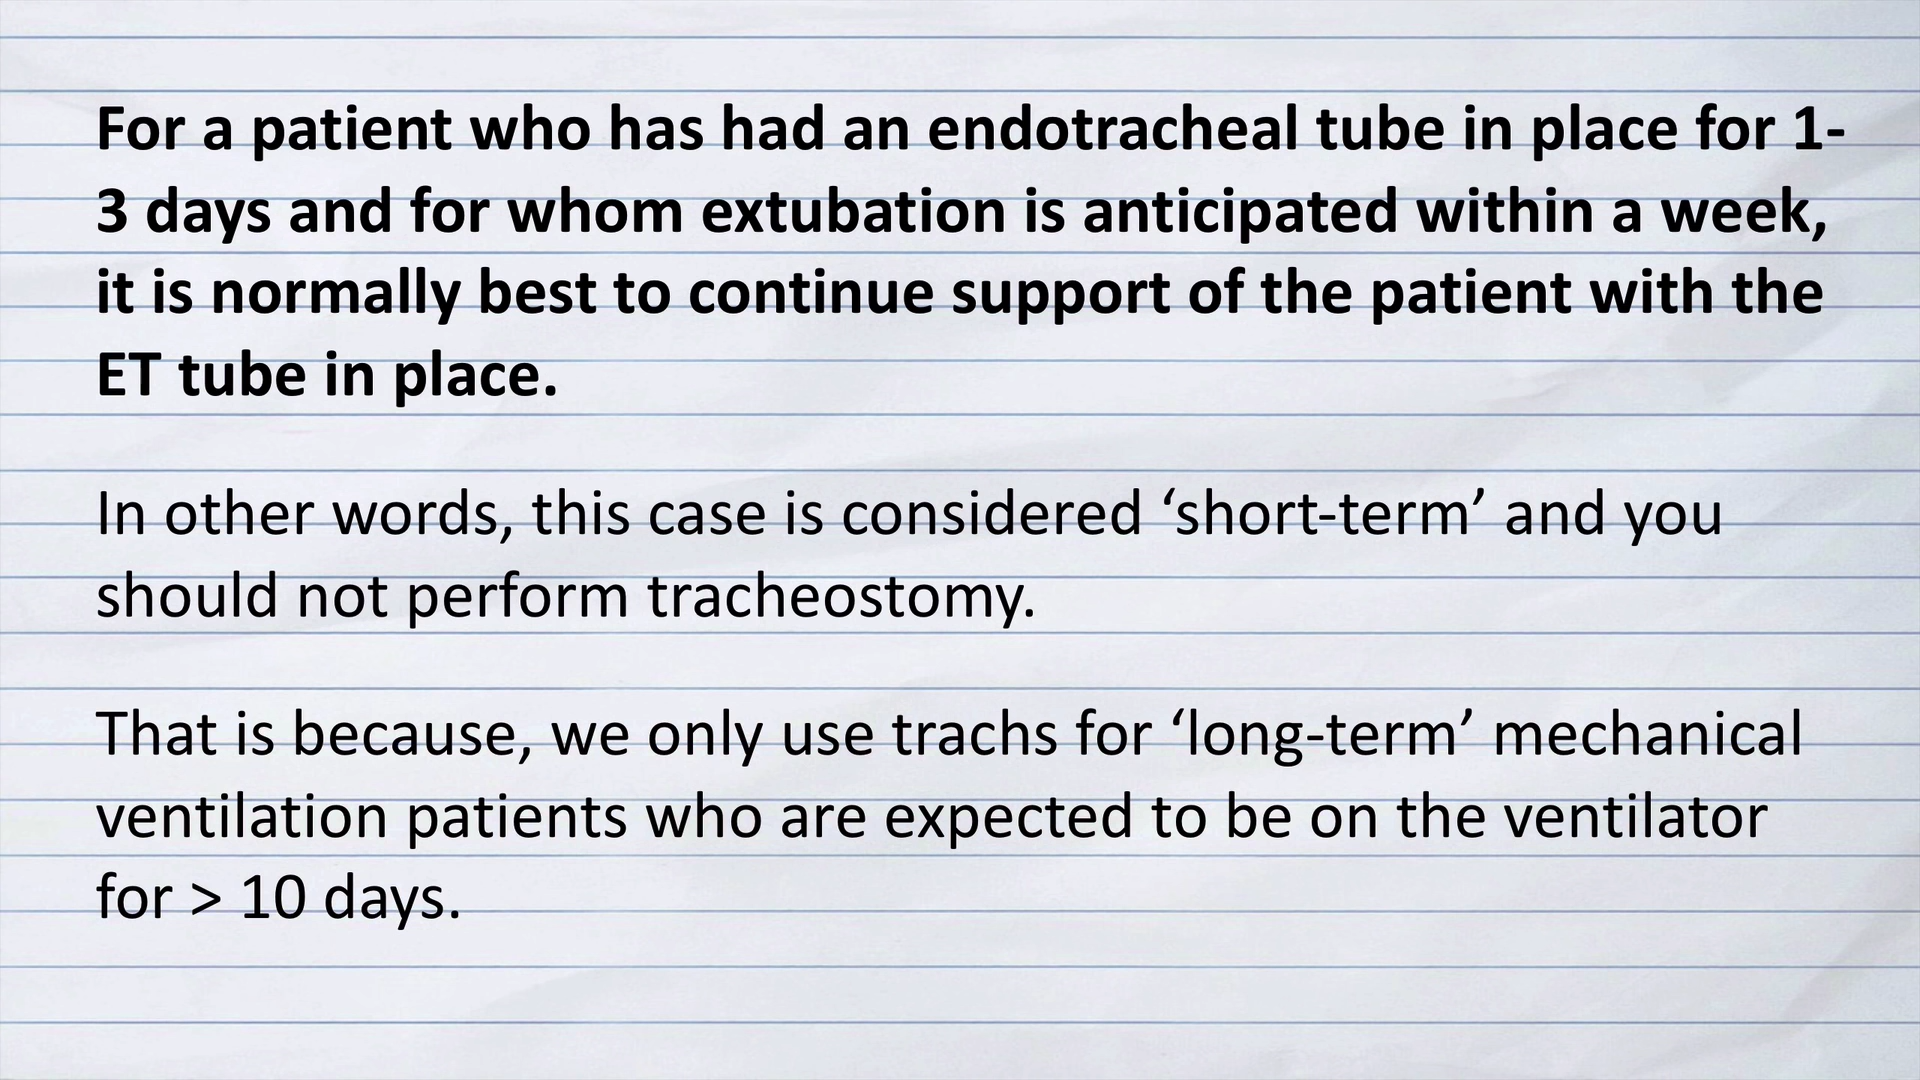 For a patient who has had an endotracheal tube in place for 1-
3 days and for whom extubation is anticipated within a week,
it is normally best to continue support of the patient with the
ET tube in place.
In other words, this case is considered ‘short-term’ and you
should not perform tracheostomy.
That is because, we only use trachs for ‘long-term’ mechanical
ventilation patients who are expected to be on the ventilator
for > 10 days.